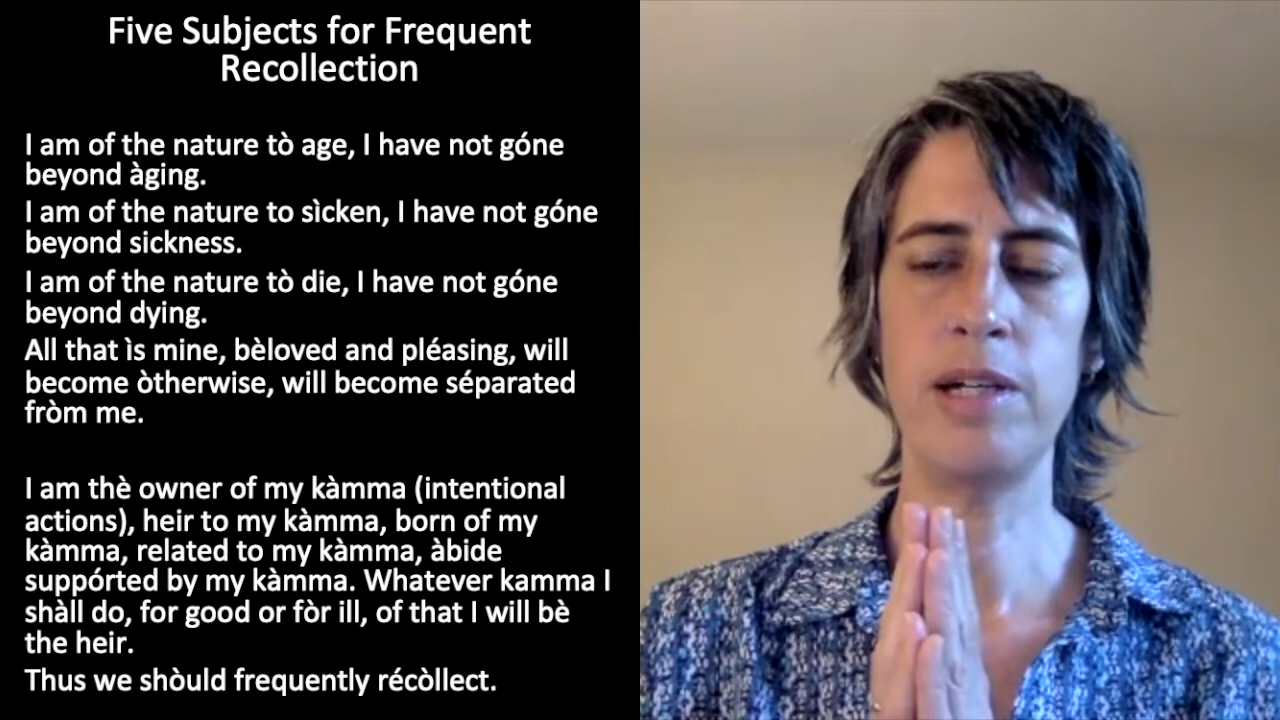 Five Subjects for Frequent
Recollection
I am of the nature tò age, I have not góne
beyond àging.
I am of the nature to sìcken, I have not góne
beyond sickness.
I am of the nature tò die, I have not góne
beyond dying.
All that ìs mine, bèloved and pléasing, will
become òtherwise, will become séparated
fròm me.
I am thè owner of my kàmma (intentional
actions), heir to my kàmma, born of my
kàmma, related to my kàmma, àbide
suppórted by my kàmma. Whatever kamma I
shàll do, for good or fòr ill, of that I will bè
the heir.
Thus we shòuld frequently récòllect.